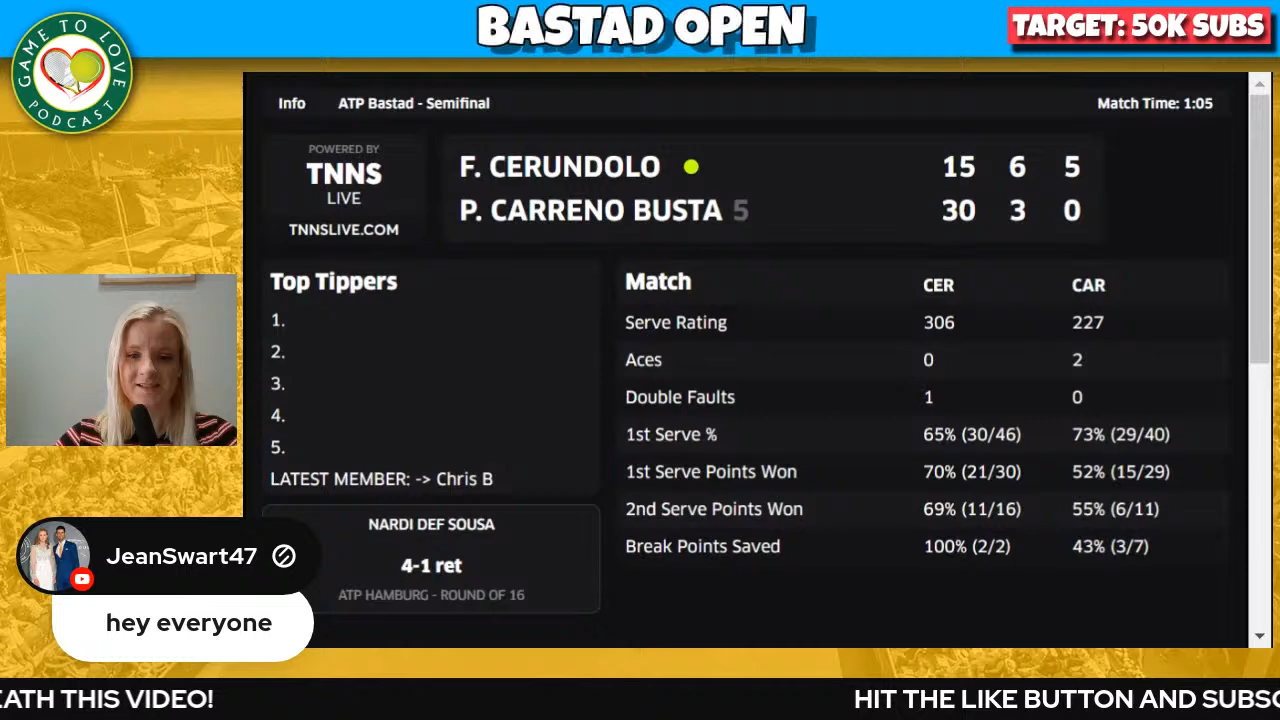 BASTAD OPEN
TARGET: 50K SUBS
GAME TO LOVE
PODCAST
Info
ATP Bastad - Semifinal
Match Time: 1:05
POWERED BY
TNNS
LIVE
TNNSLIVE.COM
F. CERUNDOLO 15 6 5
P. CARRENO BUSTA 5 30 3 0
Top Tippers
1.
2.
3.
4.
5.
LATEST MEMBER: -> Chris B
Match CER CAR
Serve Rating 306 227
Aces 0 2
Double Faults 1 0
1st Serve % 65% (30/46) 73% (29/40)
1st Serve Points Won 70% (21/30) 52% (15/29)
2nd Serve Points Won 69% (11/16) 55% (6/11)
Break Points Saved 100% (2/2) 43% (3/7)
NARDI DEF SOUSA
4-1 ret
ATP HAMBURG - ROUND OF 16
JeanSwart47
hey everyone
EATH THIS VIDEO!
HIT THE LIKE BUTTON AND SUBSC